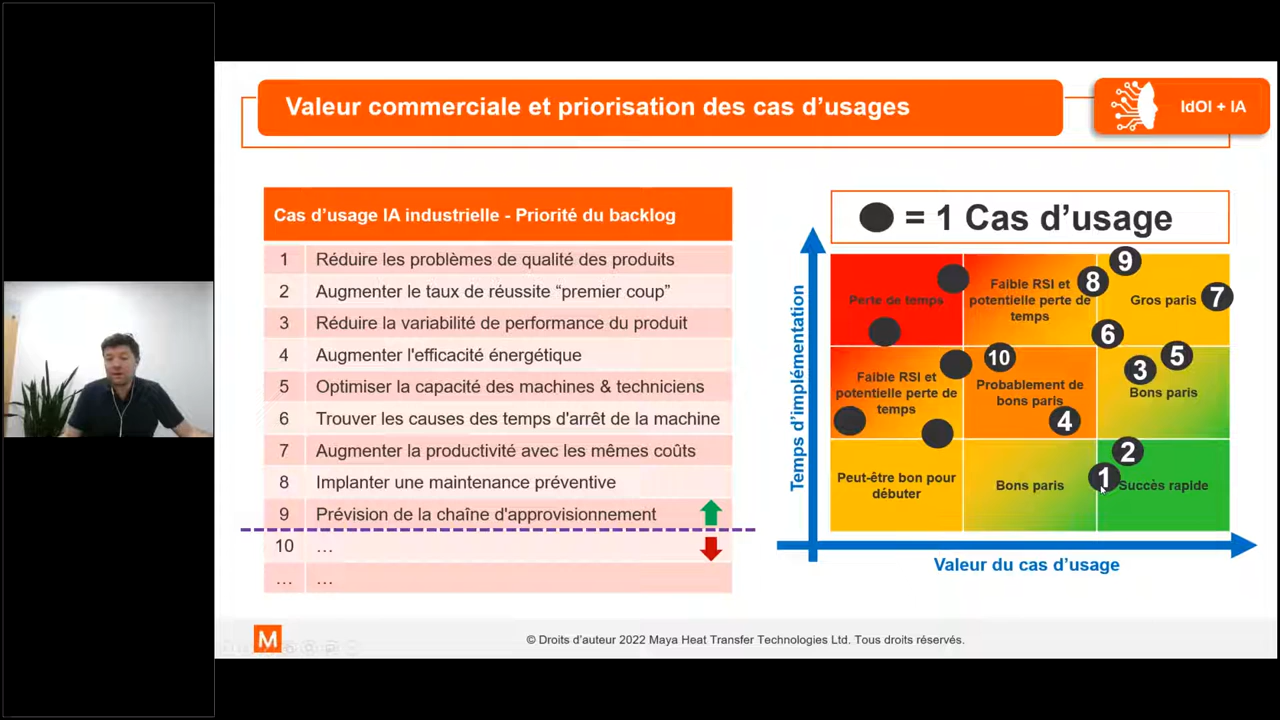 Valeur commerciale et priorisation des cas d’usages
IdOI + IA
Cas d’usage IA industrielle - Priorité du backlog
1 Réduire les problèmes de qualité des produits
2 Augmenter le taux de réussite “premier coup”
3 Réduire la variabilité de performance du produit
4 Augmenter l'efficacité énergétique
5 Optimiser la capacité des machines & techniciens
6 Trouver les causes des temps d'arrêt de la machine
7 Augmenter la productivité avec les mêmes coûts
8 Implanter une maintenance préventive
9 Prévision de la chaîne d'approvisionnement
10 …
… …
= 1 Cas d’usage
Temps d’implémentation
Perte de temps
Faible RSI et
potentielle perte de
temps
8
9
Gros paris
7
6
Faible RSI et
potentielle perte de
temps
10
Probablement de
bons paris
4
3
5
Bons paris
Peut-être bon pour
débuter
Bons paris
1
2
Succès rapide
Valeur du cas d’usage
M
© Droits d’auteur 2022 Maya Heat Transfer Technologies Ltd. Tous droits réservés.